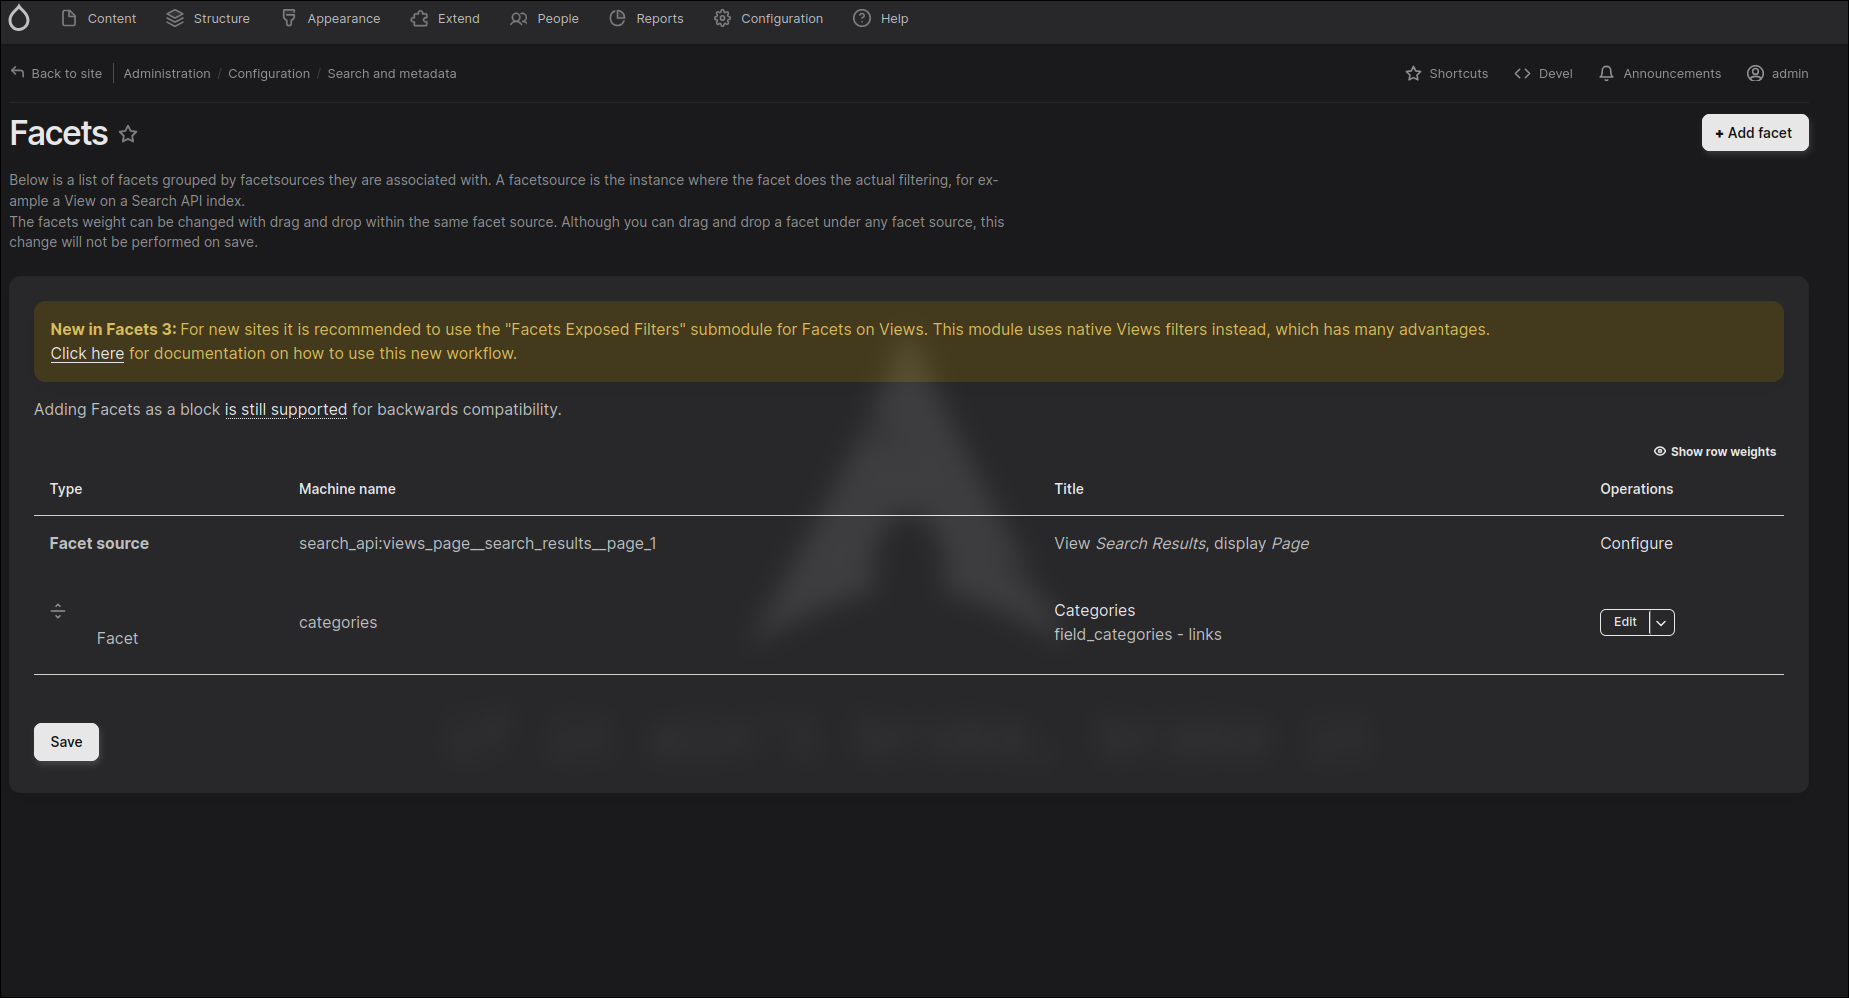 Content Structure Appearance Extend People Reports Configuration Help
Back to site Administration / Configuration / Search and metadata Shortcuts Devel Announcements admin
Facets
+ Add facet
Below is a list of facets grouped by facetsources they are associated with. A facetsource is the instance where the facet does the actual filtering, for ex-
ample a View on a Search API index.
The facets weight can be changed with drag and drop within the same facet source. Although you can drag and drop a facet under any facet source, this
change will not be performed on save.
New in Facets 3: For new sites it is recommended to use the "Facets Exposed Filters" submodule for Facets on Views. This module uses native Views filters instead, which has many advantages.
Click here for documentation on how to use this new workflow.
Adding Facets as a block is still supported for backwards compatibility.
Show row weights
Type Machine name Title Operations
Facet source search_api:views_page__search_results__page_1 View Search Results, display Page Configure
Facet categories Categories Edit
field_categories - links
Save